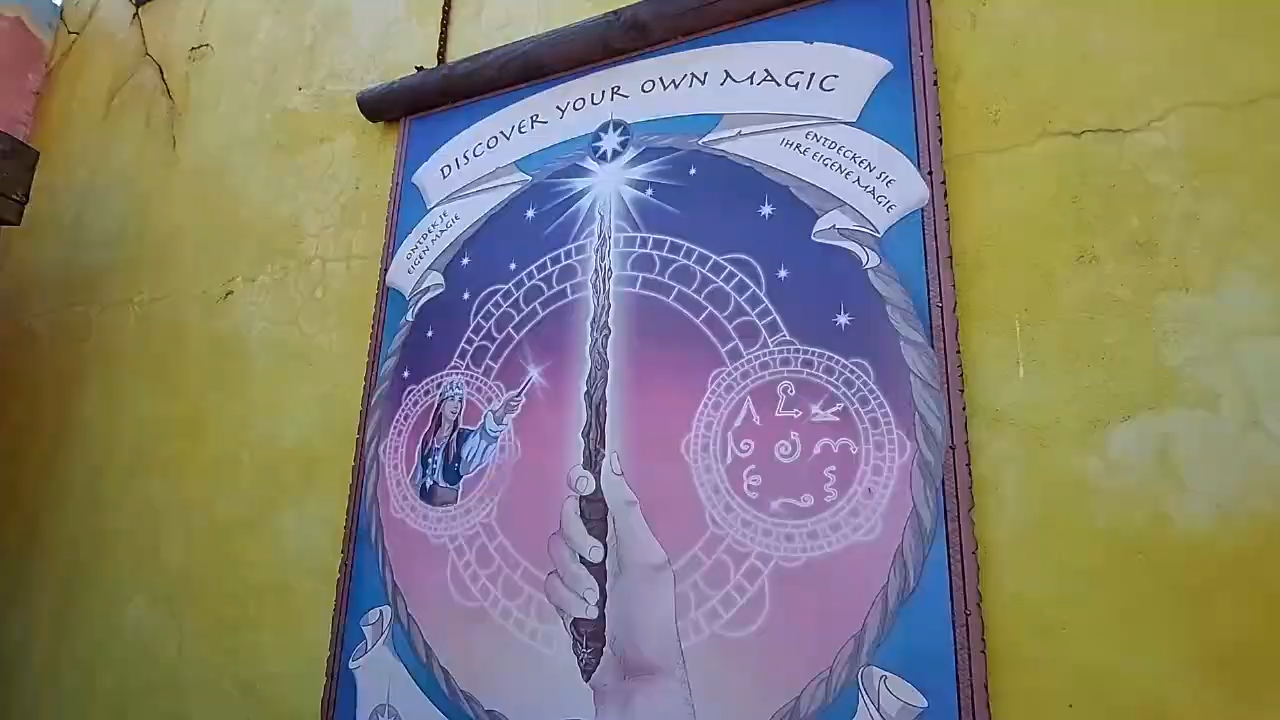 DISCOVER YOUR OWN MAGIC
ONTDEK JE
EIGEN MAGIE
ENTDECKEN SIE
IHRE EIGENE MAGIE